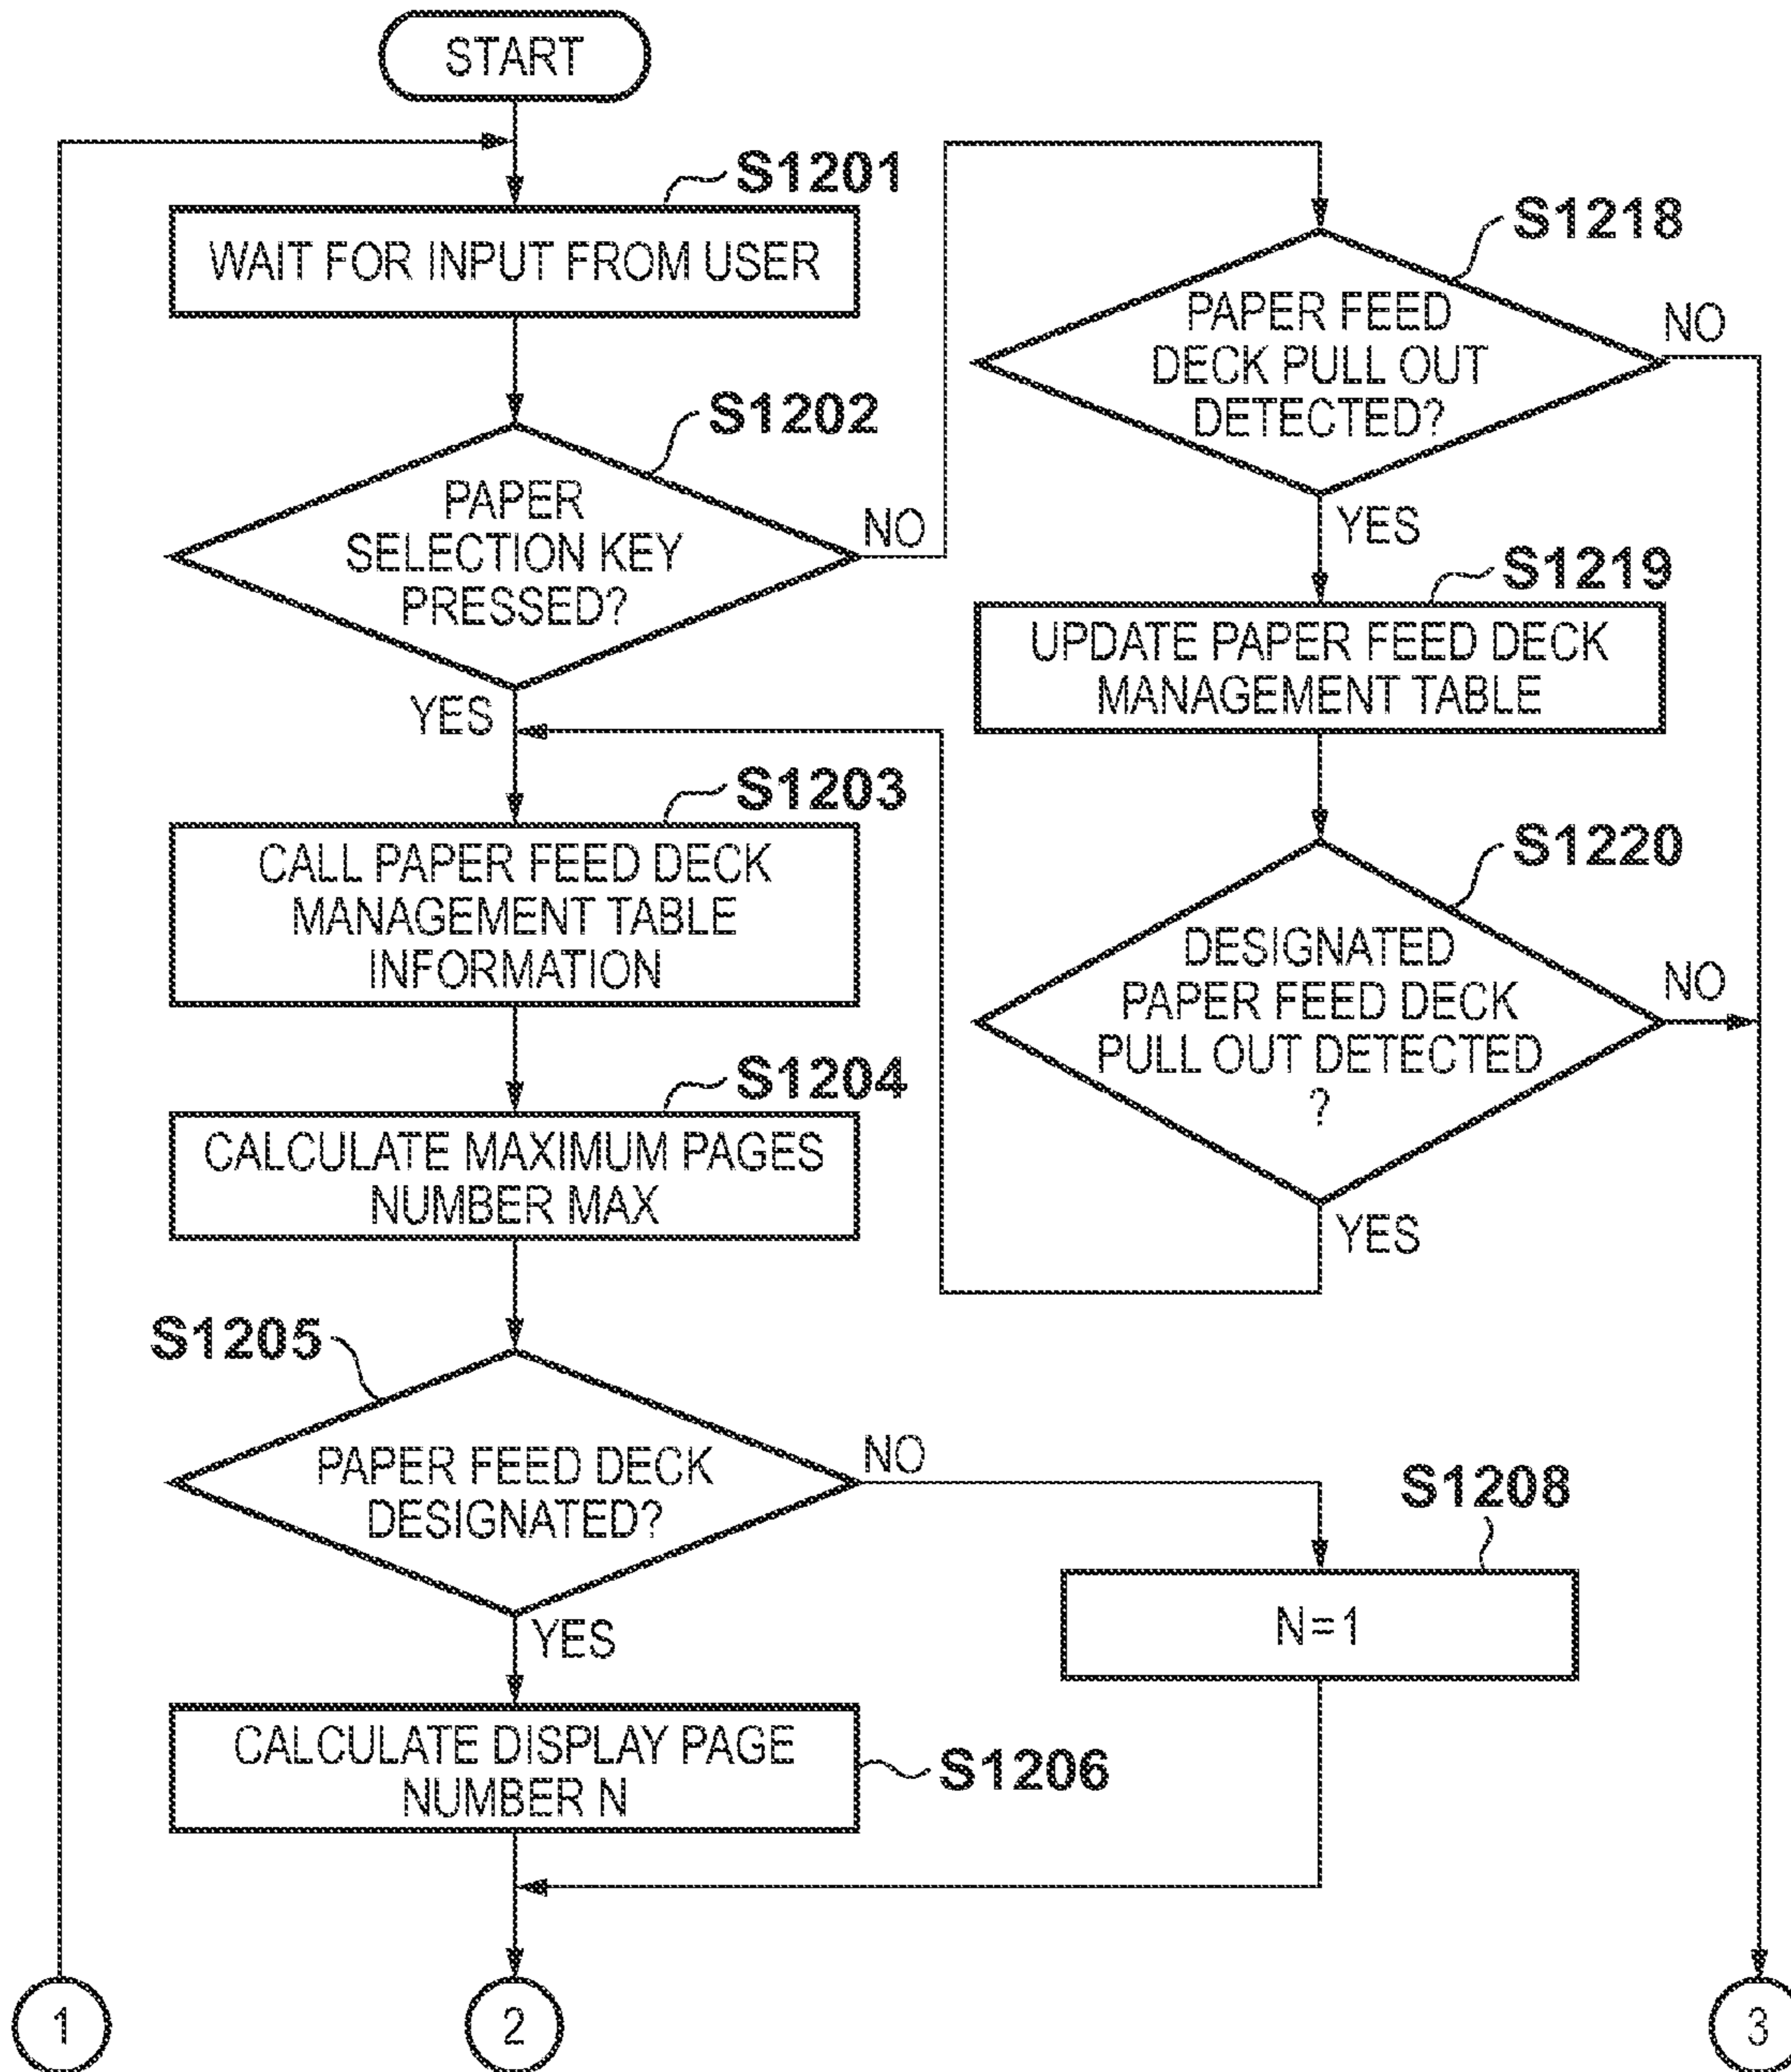 START
S1201
WAIT FOR INPUT FROM USER
S1202
PAPER
SELECTION KEY
PRESSED?
NO
YES
S1203
CALL PAPER FEED DECK
MANAGEMENT TABLE
INFORMATION
S1204
CALCULATE MAXIMUM PAGES
NUMBER MAX
S1205
PAPER FEED DECK
DESIGNATED?
NO
YES
S1206
CALCULATE DISPLAY PAGE
NUMBER N
S1208
N=1
S1218
PAPER FEED
DECK PULL OUT
DETECTED?
NO
YES
S1219
UPDATE PAPER FEED DECK
MANAGEMENT TABLE
S1220
DESIGNATED
PAPER FEED DECK
PULL OUT DETECTED
?
NO
YES
1
2
3